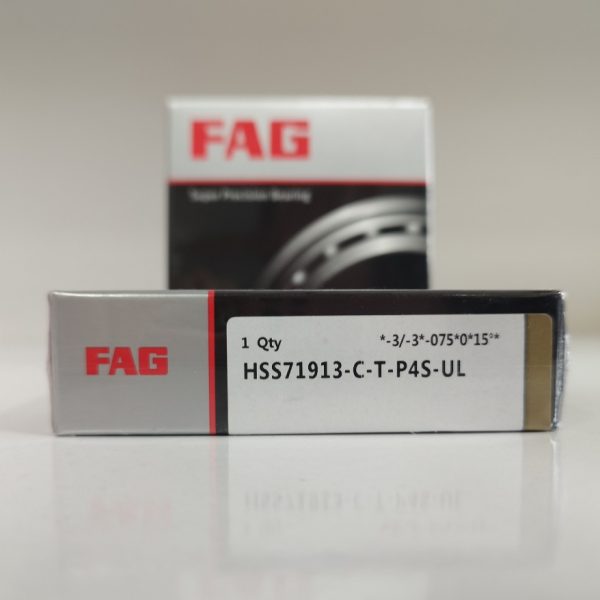 FAG
Super Precision Bearing
FAG
1 Qty *-3/-3*-075*0*15°*
HSS71913-C-T-P4S-UL